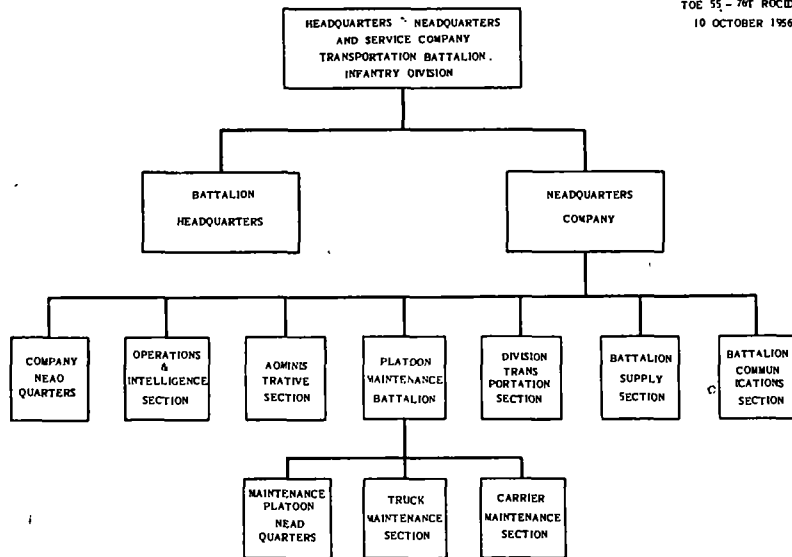 TOE 55 - 76T ROCID
10 OCTOBER 1956
HEADQUARTERS NEADQUARTERS
AND SERVICE COMPANY
TRANSPORTATION BATTALION.
INFANTRY DIVISION
BATTALION
HEADQUARTERS
NEADQUARTERS
COMPANY
COMPANY
NEAD
QUARTERS
OPERATIONS
&
INTELLIGENCE
SECTION
AOMINIS
TRATIVE
SECTION
PLATOON
MAINTENANCE
BATTALION
DIVISION
TRANS
PORTATION
SECTION
BATTALION
SUPPLY
SECTION
BATTALION
COMMUN
ICATIONS
SECTION
MAINTENANCE
PLATOON
NEAD
QUARTERS
TRUCK
MAINTENANCE
SECTION
CARRIER
MAINTENANCE
SECTION